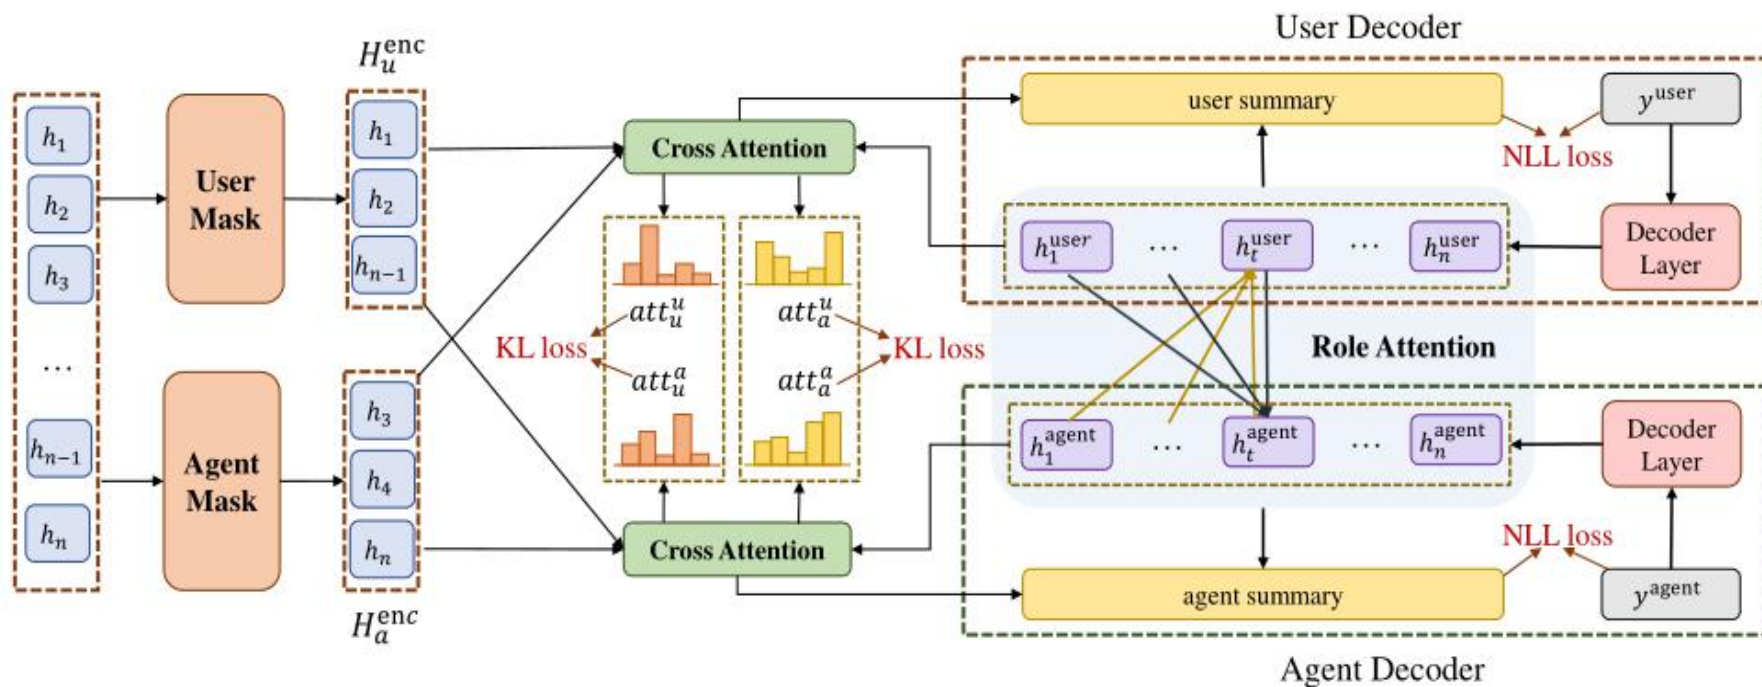 User Decoder
H_u^enc
h_1
h_2
h_3
...
h_{n-1}
h_n
User
Mask
Agent
Mask
h_1
h_2
h_{n-1}
h_3
h_4
h_n
H_a^enc
Cross Attention
att_u^u
att_a^u
KL loss
KL loss
att_u^a
att_a^a
Cross Attention
user summary
y^user
NLL loss
h_1^user
...
h_t^user
...
h_n^user
Decoder
Layer
Role Attention
h_1^agent
...
h_t^agent
...
h_n^agent
Decoder
Layer
NLL loss
agent summary
y^agent
Agent Decoder